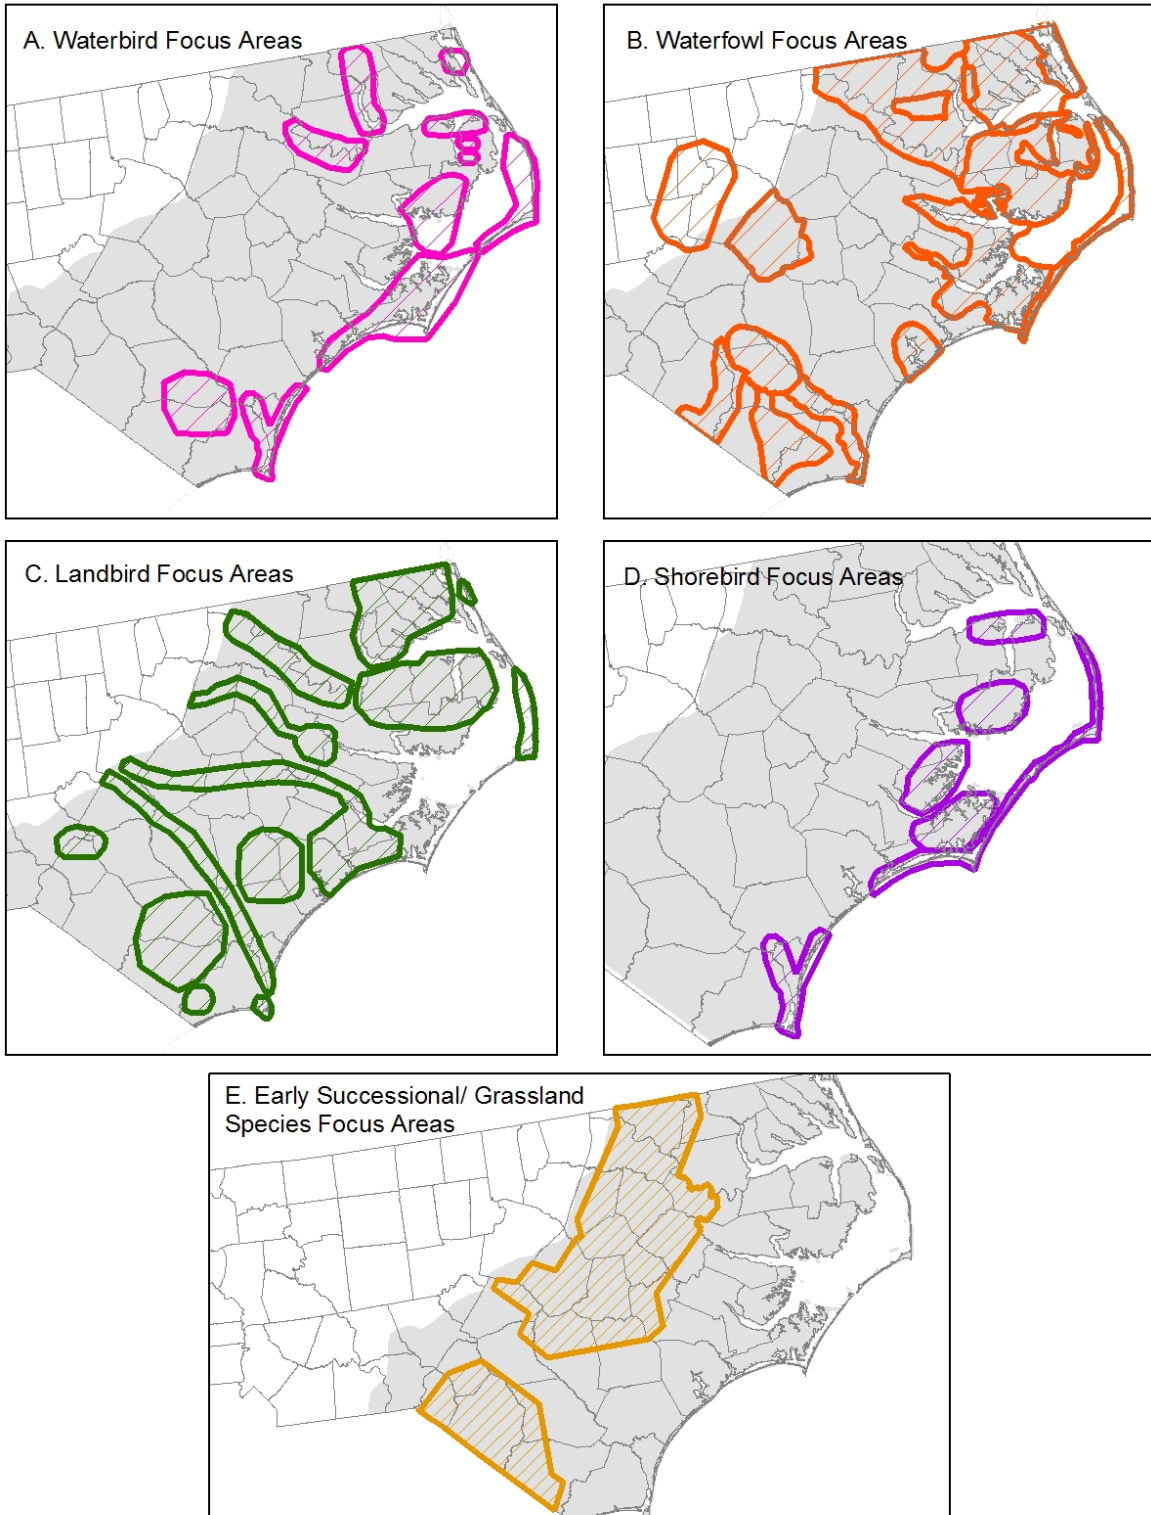 A. Waterbird Focus Areas
B. Waterfowl Focus Areas
C. Landbird Focus Areas
D. Shorebird Focus Areas
E. Early Successional/ Grassland
Species Focus Areas